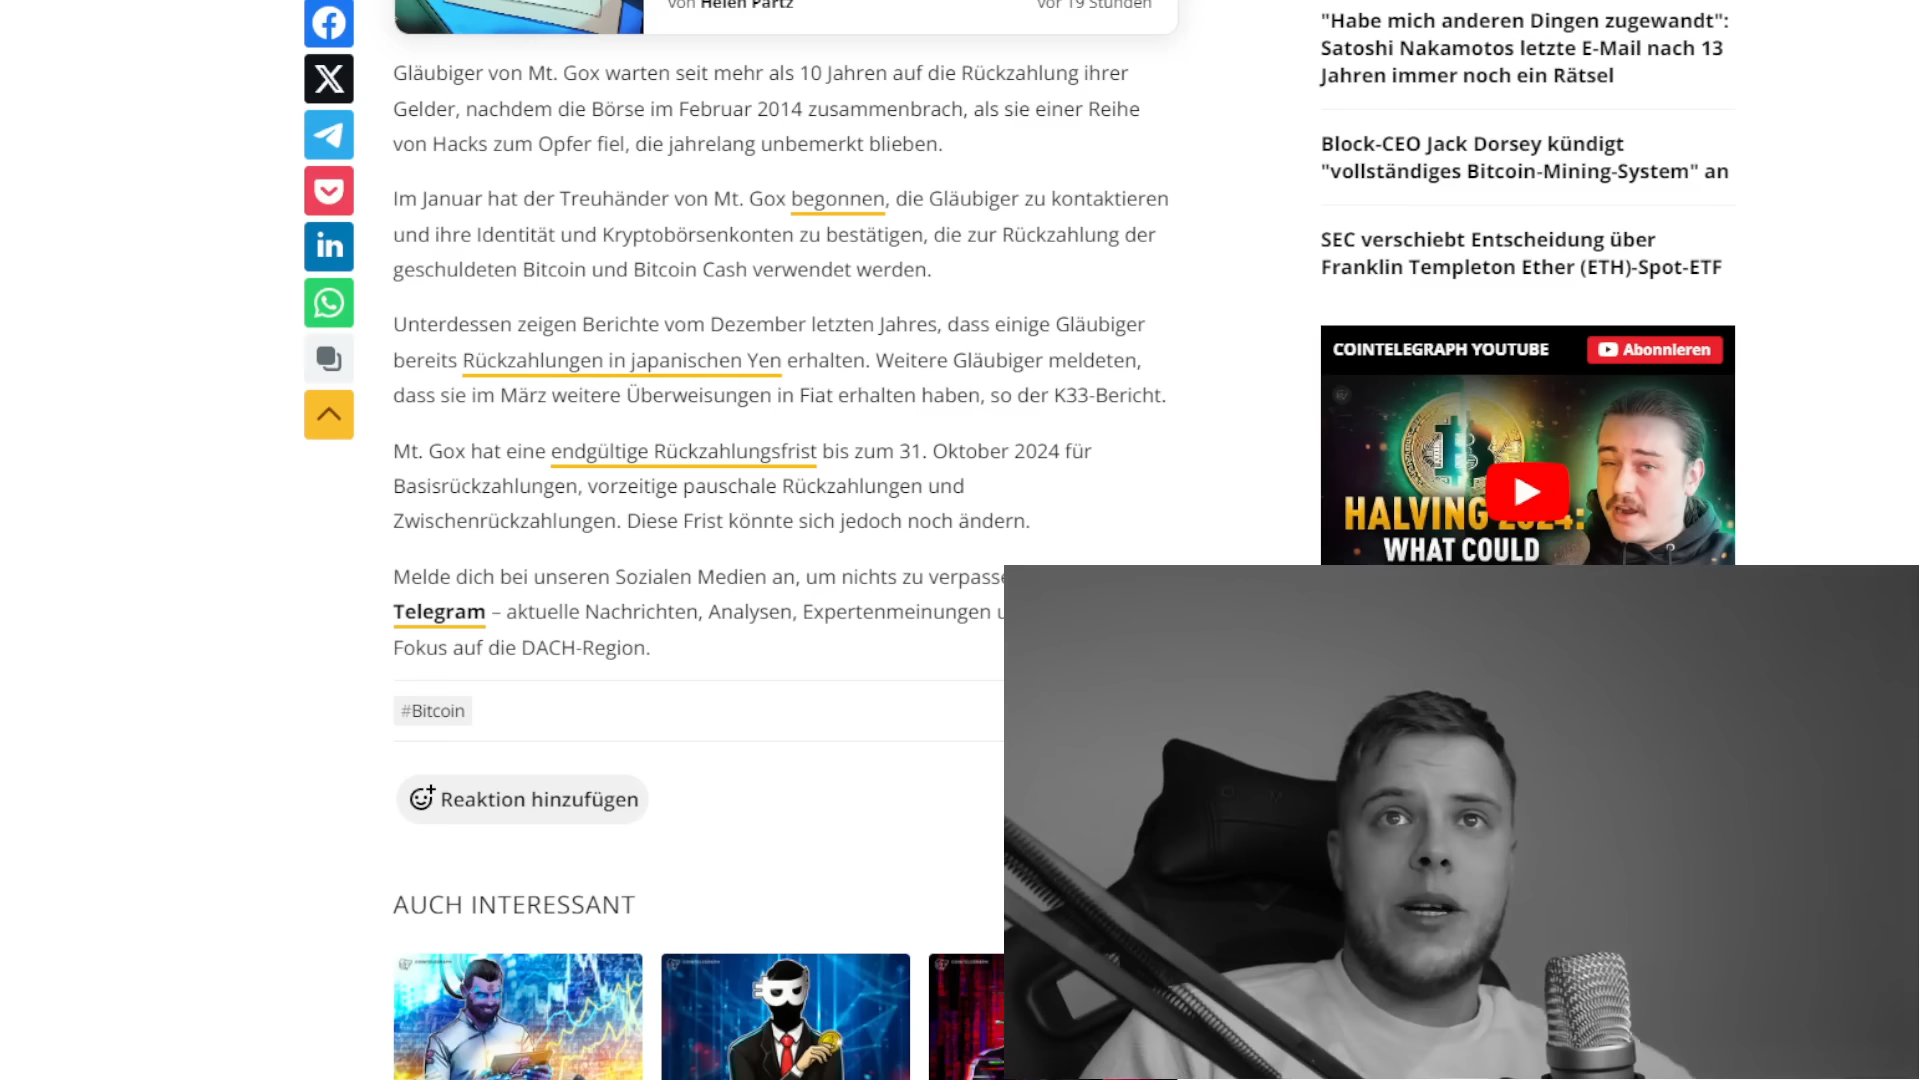 von Helen Partz
vor 19 Stunden
Gläubiger von Mt. Gox warten seit mehr als 10 Jahren auf die Rückzahlung ihrer
Gelder, nachdem die Börse im Februar 2014 zusammenbrach, als sie einer Reihe
von Hacks zum Opfer fiel, die jahrelang unbemerkt blieben.
Im Januar hat der Treuhänder von Mt. Gox begonnen, die Gläubiger zu kontaktieren
und ihre Identität und Kryptobörsenkonten zu bestätigen, die zur Rückzahlung der
geschuldeten Bitcoin und Bitcoin Cash verwendet werden.
Unterdessen zeigen Berichte vom Dezember letzten Jahres, dass einige Gläubiger
bereits Rückzahlungen in japanischen Yen erhalten. Weitere Gläubiger meldeten,
dass sie im März weitere Überweisungen in Fiat erhalten haben, so der K33-Bericht.
Mt. Gox hat eine endgültige Rückzahlungsfrist bis zum 31. Oktober 2024 für
Basisrückzahlungen, vorzeitige pauschale Rückzahlungen und
Zwischenrückzahlungen. Diese Frist könnte sich jedoch noch ändern.
Melde dich bei unseren Sozialen Medien an, um nichts zu verpasse
Telegram – aktuelle Nachrichten, Analysen, Expertenmeinungen u
Fokus auf die DACH-Region.
#Bitcoin
Reaktion hinzufügen
AUCH INTERESSANT
"Habe mich anderen Dingen zugewandt":
Satoshi Nakamotos letzte E-Mail nach 13
Jahren immer noch ein Rätsel
Block-CEO Jack Dorsey kündigt
"vollständiges Bitcoin-Mining-System" an
SEC verschiebt Entscheidung über
Franklin Templeton Ether (ETH)-Spot-ETF
COINTELEGRAPH YOUTUBE
Abonnieren
HALVING 2024:
WHAT COULD